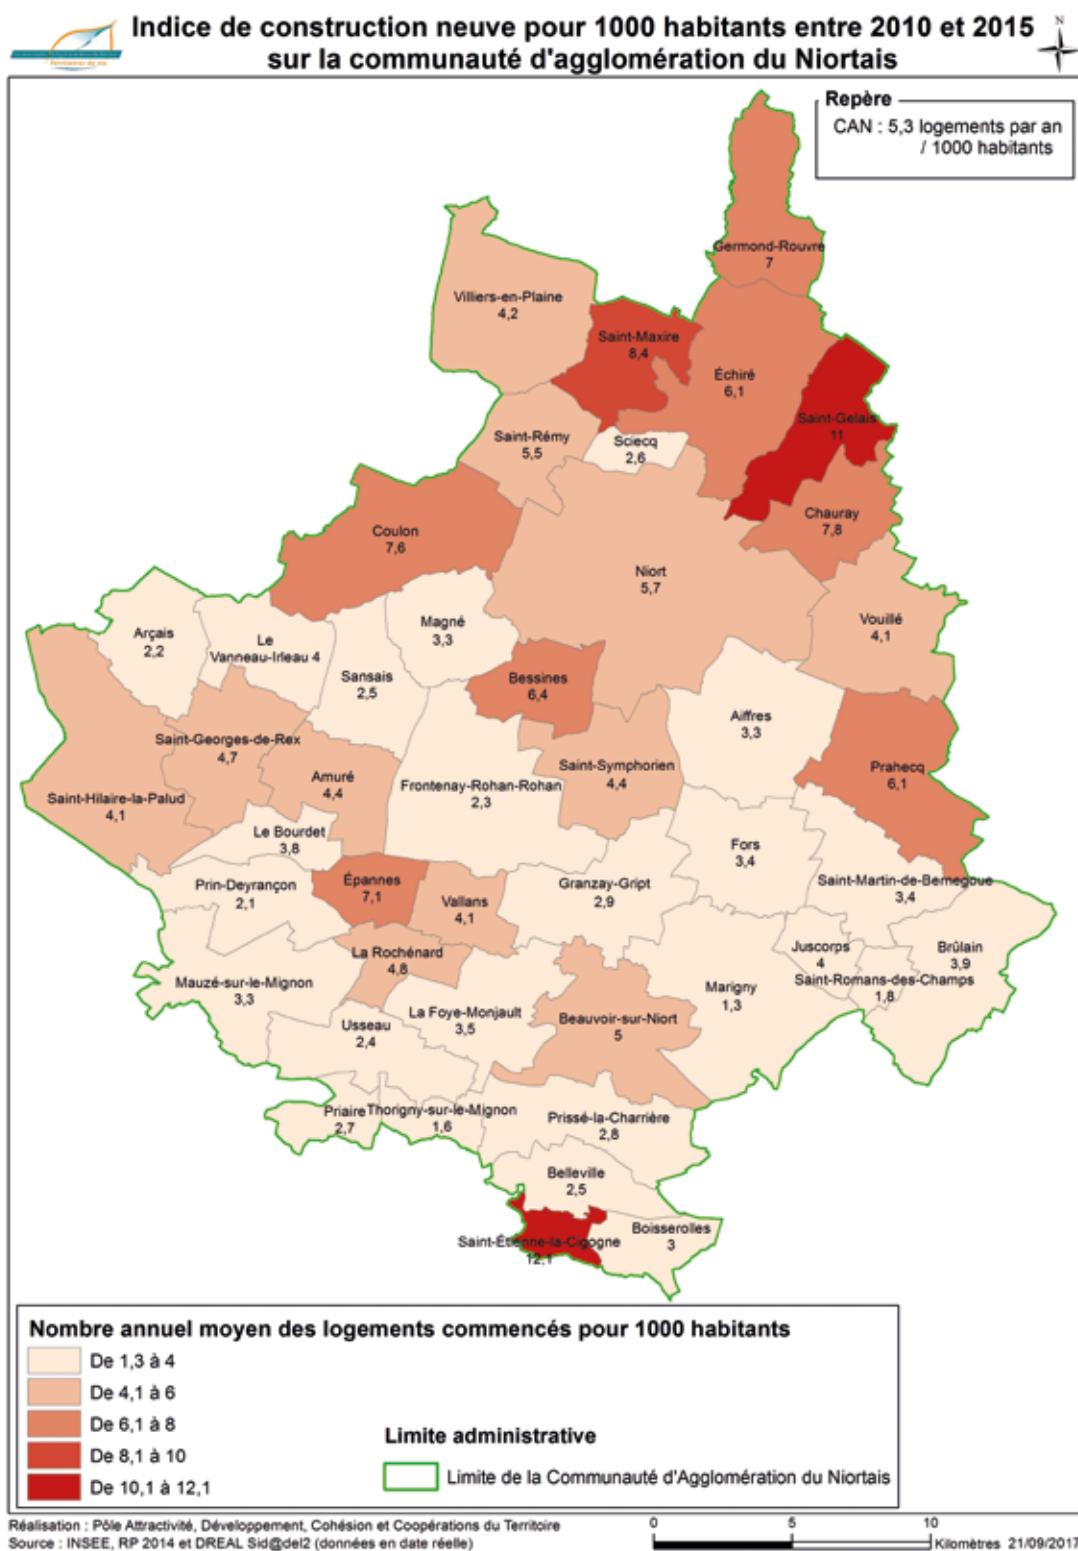 Indice de construction neuve pour 1000 habitants entre 2010 et 2015
sur la communauté d'agglomération du Niortais
N
Territoires de vie
Repère
CAN : 5,3 logements par an
/ 1000 habitants
Germond-Rouvre
7
Villiers-en-Plaine
4,2
Saint-Maxire
8,4
Échiré
6,1
Saint-Gelais
11
Saint-Rémy
5,5
Sciecq
2,6
Chauray
7,8
Coulon
7,6
Niort
5,7
Vouillé
4,1
Arçais
2,2
Le
Vanneau-Irleau 4
Magné
3,3
Sansais
2,5
Bessines
6,4
Aiffres
3,3
Saint-Georges-de-Rex
4,7
Amuré
4,4
Saint-Symphorien
4,4
Prahecq
6,1
Frontenay-Rohan-Rohan
2,3
Saint-Hilaire-la-Palud
4,1
Le Bourdet
3,8
Fors
3,4
Prin-Deyrançon
2,1
Épannes
7,1
Vallans
4,1
Granzay-Gript
2,9
Saint-Martin-de-Bernegoue
3,4
La Rochénard
4,8
Juscorps
4
Brûlain
3,9
Mauzé-sur-le-Mignon
3,3
Marigny
1,3
Saint-Romans-des-Champs
1,8
La Foye-Monjault
3,5
Usseau
2,4
Beauvoir-sur-Niort
5
Priaire
2,7
Thorigny-sur-le-Mignon
1,6
Prissé-la-Charrière
2,8
Belleville
2,5
Boisserolles
3
Saint-Étienne-la-Cigogne
12,1
Nombre annuel moyen des logements commencés pour 1000 habitants
De 1,3 à 4
De 4,1 à 6
De 6,1 à 8
De 8,1 à 10
De 10,1 à 12,1
Limite administrative
Limite de la Communauté d'Agglomération du Niortais
Réalisation : Pôle Attractivité, Développement, Cohésion et Coopérations du Territoire
Source : INSEE, RP 2014 et DREAL Sid@del2 (données en date réelle)
0 5 10
Kilomètres 21/09/2017